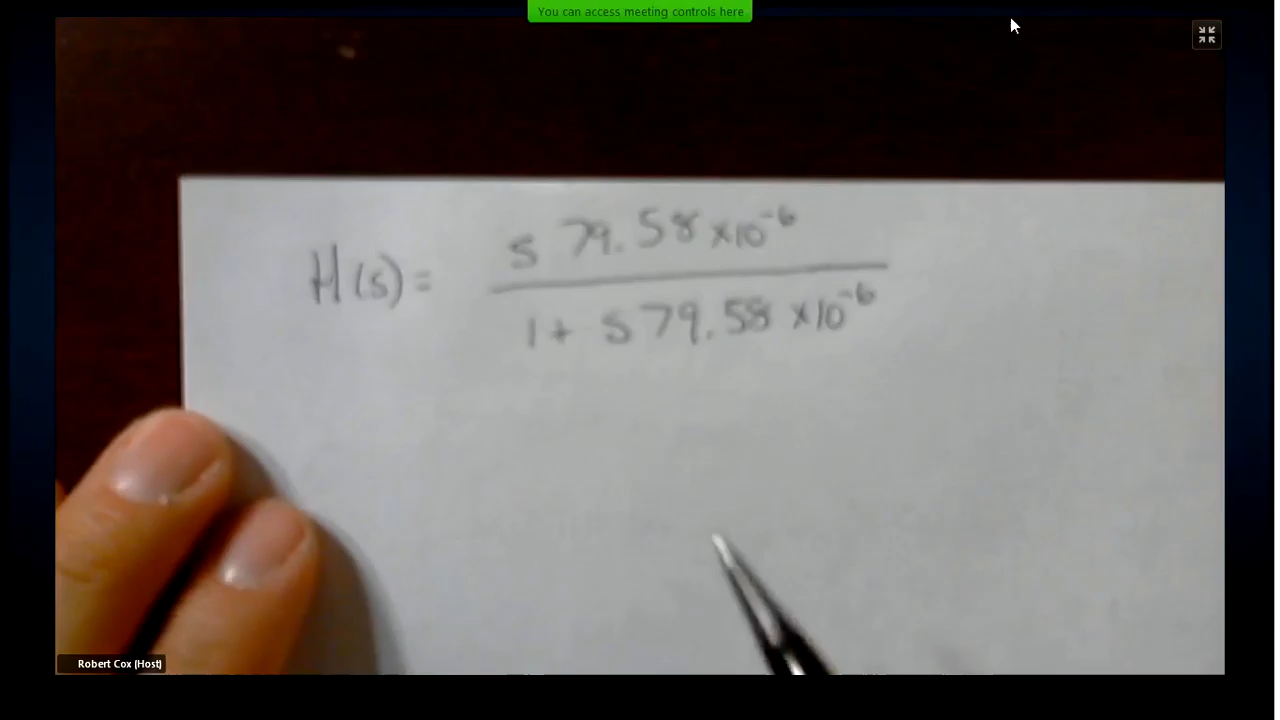 You can access meeting controls here
H(s) = s 79.58 x10^-6 / 1 + s 79.58 x10^-6
Robert Cox (Host)